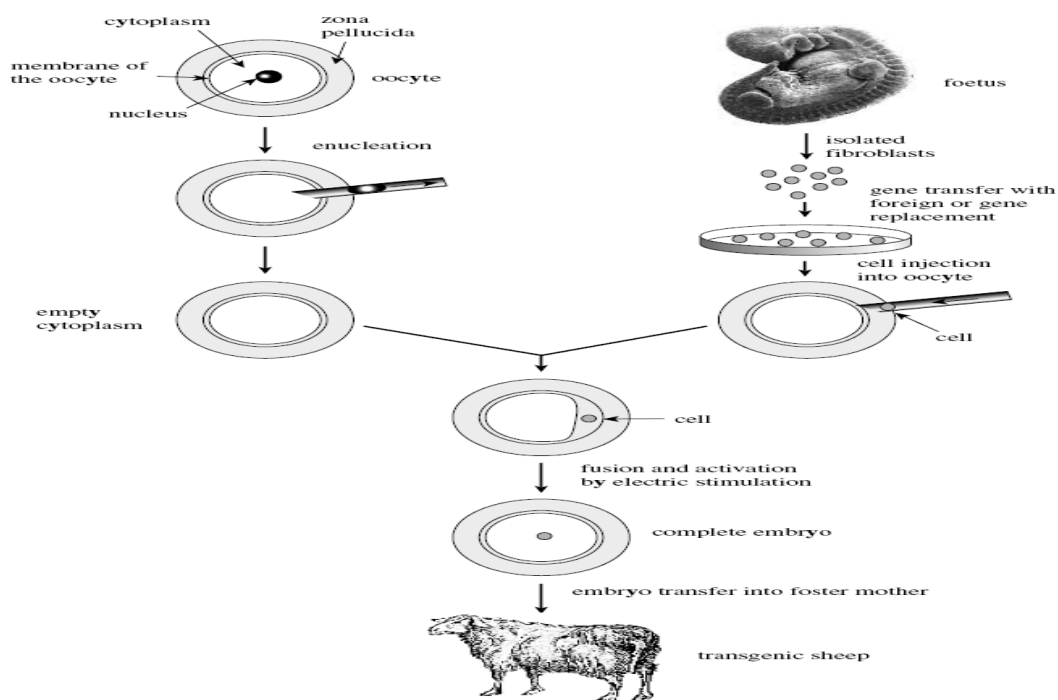 cytoplasm
zona
pellucida
membrane of
the oocyte
oocyte
nucleus
enucleation
empty
cytoplasm
foetus
isolated
fibroblasts
gene transfer with
foreign or gene
replacement
cell injection
into oocyte
cell
cell
fusion and activation
by electric stimulation
complete embryo
embryo transfer into foster mother
transgenic sheep